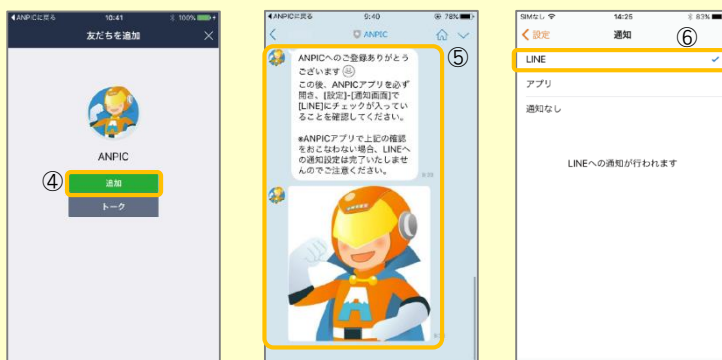 ANPICに戻る 10:41 100%
友だちを追加
ANPIC
④
追加
トーク
ANPICに戻る 9:40 78%
ANPIC
⑤
ANPICへのご登録ありがとう
ございます
この後、ANPICアプリを必ず
開き、[設定]-[通知画面]で
[LINE]にチェックが入ってい
ることを確認してください。
※ANPICアプリで上記の確認
をおこなわない場合、LINEへ
の通知設定は完了いたしませ
んのでご注意ください。
9:39
SIMなし 14:25 83%
設定 通知
⑥
LINE
アプリ
通知なし
LINEへの通知が行われます